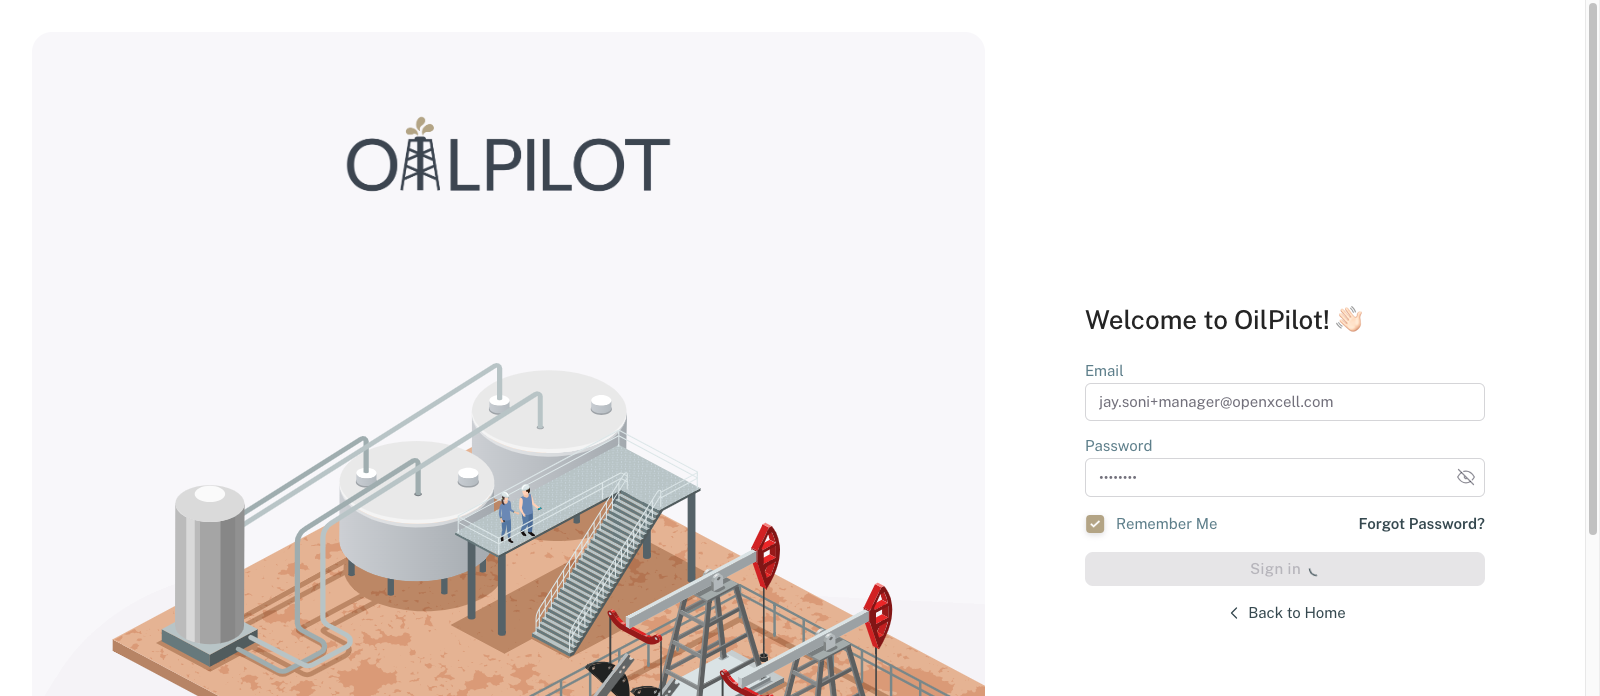 OILPILOT
Welcome to OilPilot! 👋🏻
Email
jay.soni+manager@openxcell.com
Password
••••••••
Remember Me
Forgot Password?
Sign in
Back to Home